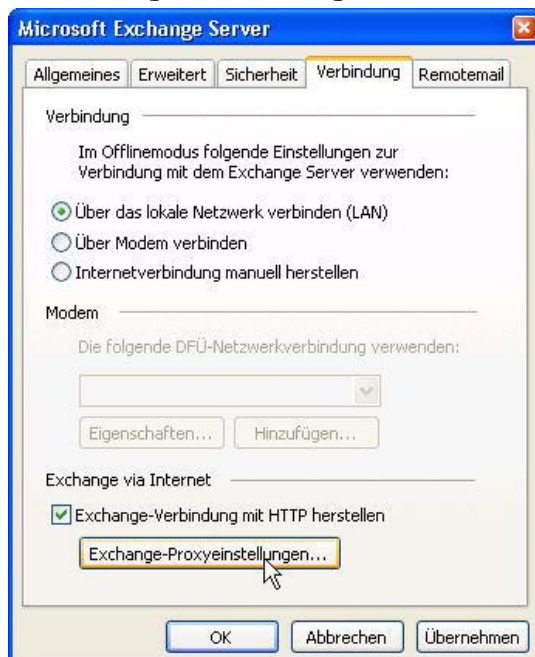 Microsoft Exchange Server
Allgemeines Erweitert Sicherheit Verbindung Remotemail
Verbindung
Im Offlinemodus folgende Einstellungen zur
Verbindung mit dem Exchange Server verwenden:
Über das lokale Netzwerk verbinden (LAN)
Über Modem verbinden
Internetverbindung manuell herstellen
Modem
Die folgende DFÜ-Netzwerkverbindung verwenden:
Eigenschaften... Hinzufügen...
Exchange via Internet
Exchange-Verbindung mit HTTP herstellen
Exchange-Proxyeinstellungen...
OK Abbrechen Übernehmen